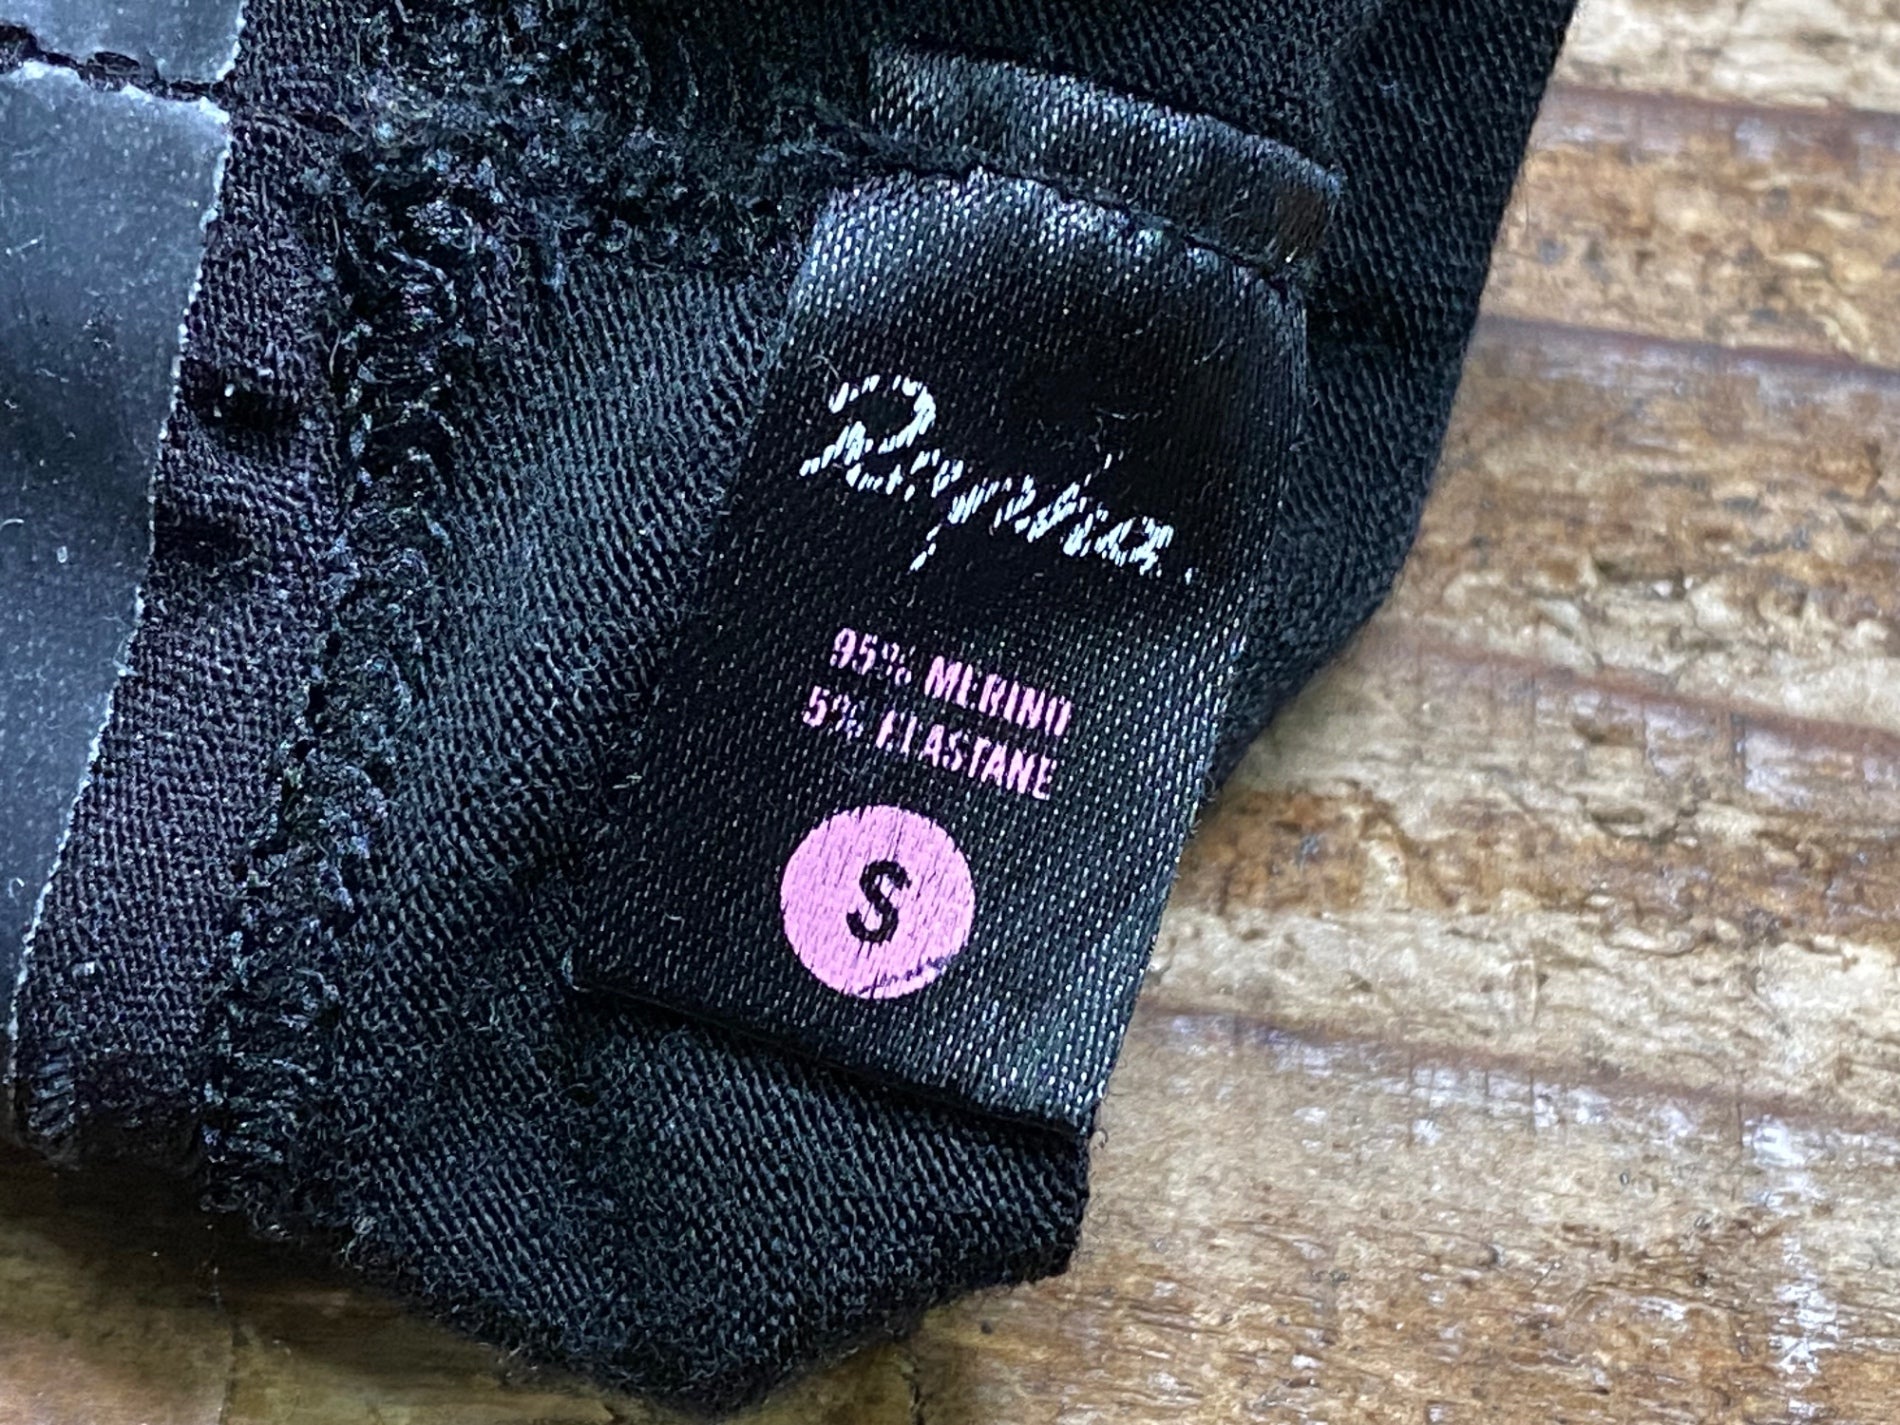 Rapha
95% MERINO
5% ELASTANE
S